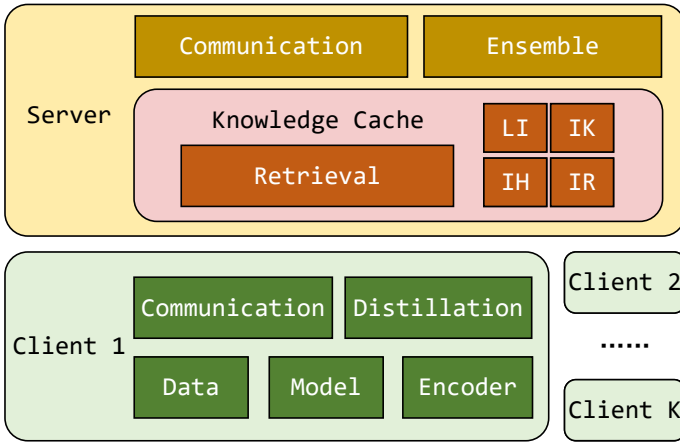 Communication
Ensemble
Server
Knowledge Cache
LI
IK
Retrieval
IH
IR
Communication
Distillation
Client 1
Data
Model
Encoder
Client 2
......
Client K